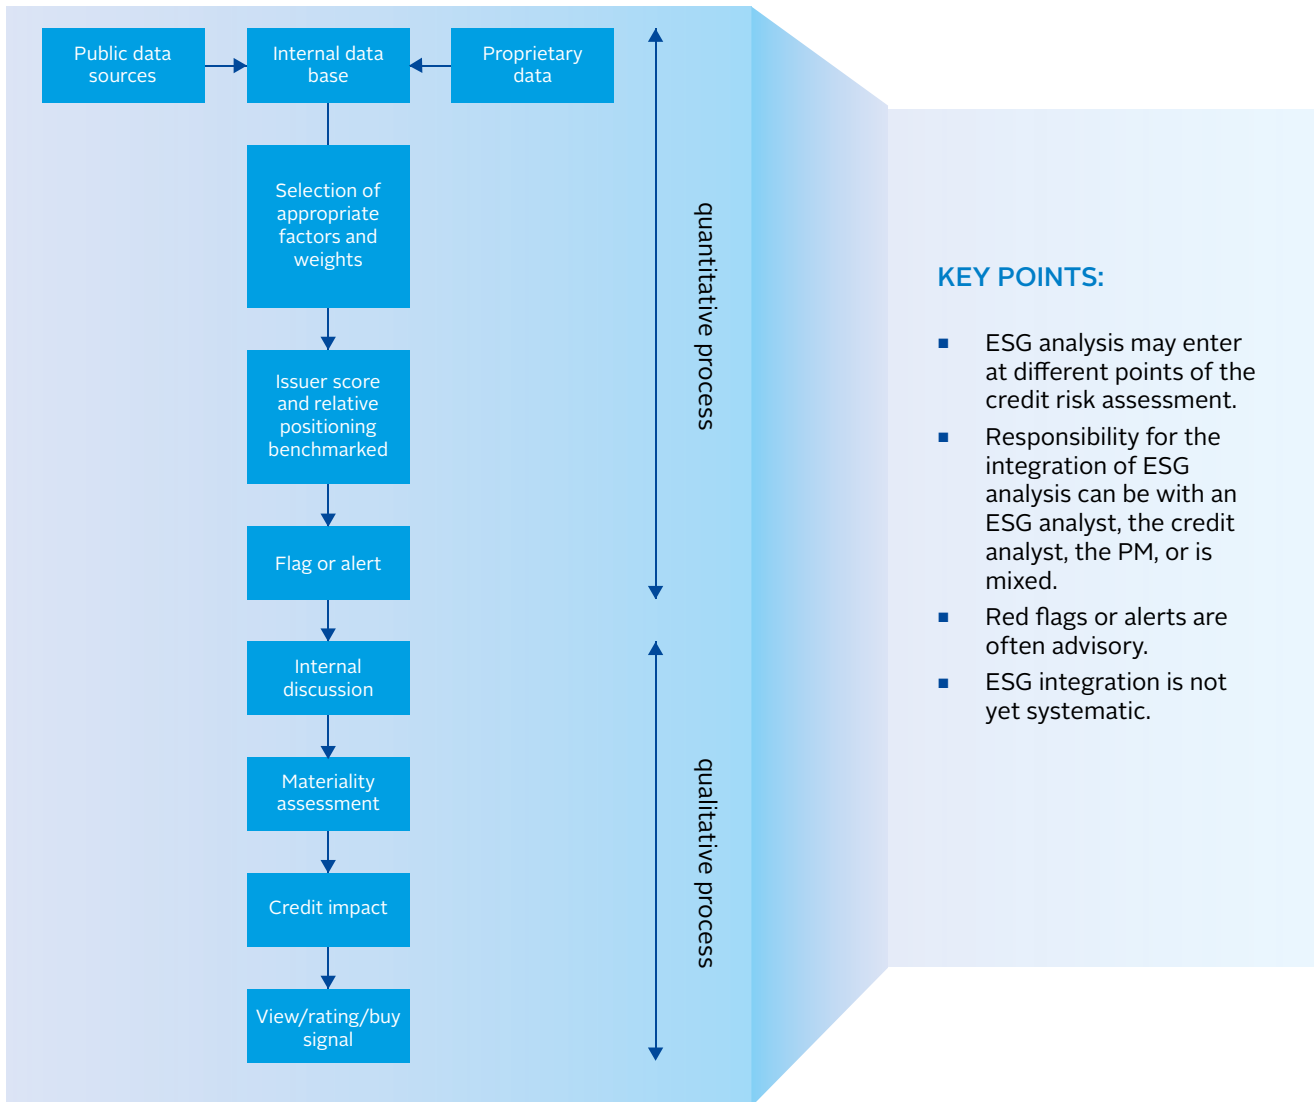 Public data
sources
Internal data
base
Proprietary
data
Selection of
appropriate
factors and
weights
Issuer score
and relative
positioning
benchmarked
Flag or alert
quantitative process
Internal
discussion
Materiality
assessment
Credit impact
View/rating/buy
signal
qualitative process
KEY POINTS:
■ ESG analysis may enter
at different points of the
credit risk assessment.
■ Responsibility for the
integration of ESG
analysis can be with an
ESG analyst, the credit
analyst, the PM, or is
mixed.
■ Red flags or alerts are
often advisory.
■ ESG integration is not
yet systematic.